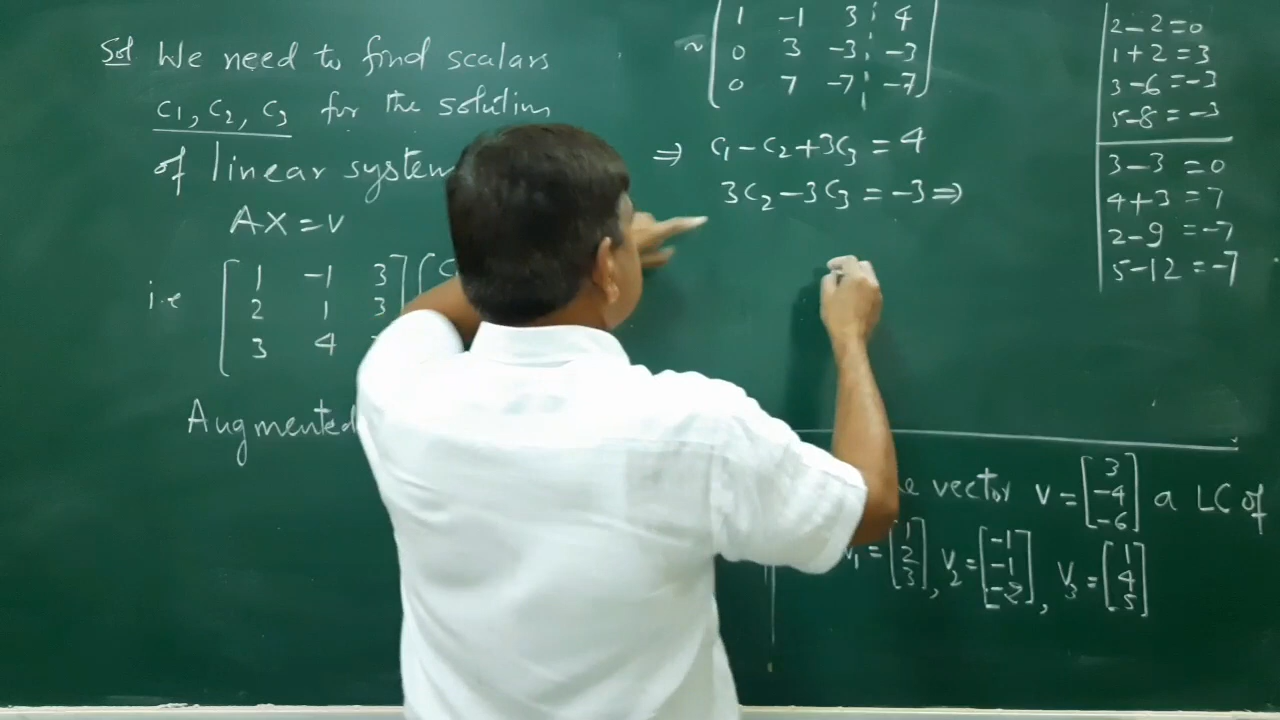 Sol We need to find scalars
c1, c2, c3 for the solution
of linear system
AX = v
i.e [ 1 -1 3 ] [ C
2 1 3
3 4
Augmented
~ [ 1 -1 3 ¦ 4 ]
0 3 -3 ¦ -3
0 7 -7 ¦ -7
⇒ c1 - c2 + 3c3 = 4
3c2 - 3c3 = -3 ⇒
2-2=0
1+2=3
3-6=-3
5-8=-3
3-3=0
4+3=7
2-9=-7
5-12=-7
vector v = [ 3 -4 -6 ] a LC of
v1 = [ 1 2 3 ], v2 = [ -1 -1 -2 ], v3 = [ 1 4 5 ]